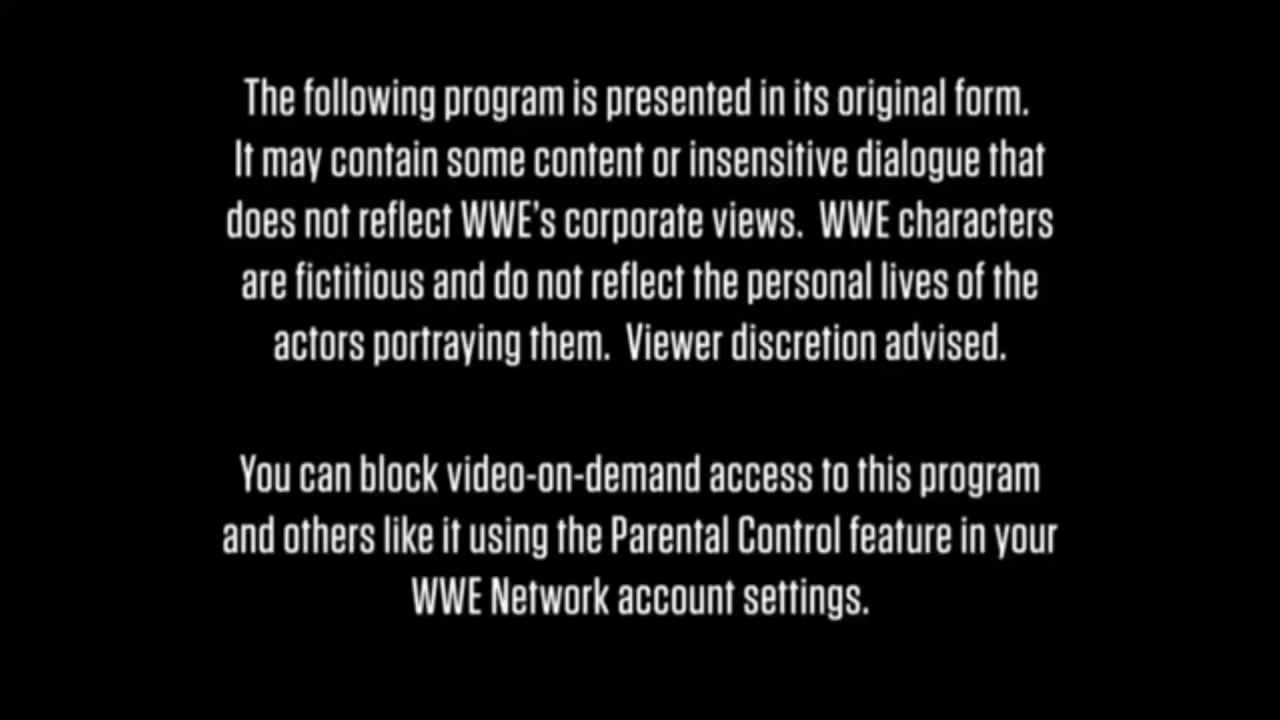 The following program is presented in its original form.
It may contain some content or insensitive dialogue that
does not reflect WWE's corporate views.  WWE characters
are fictitious and do not reflect the personal lives of the
actors portraying them.  Viewer discretion advised.
You can block video-on-demand access to this program
and others like it using the Parental Control feature in your
WWE Network account settings.